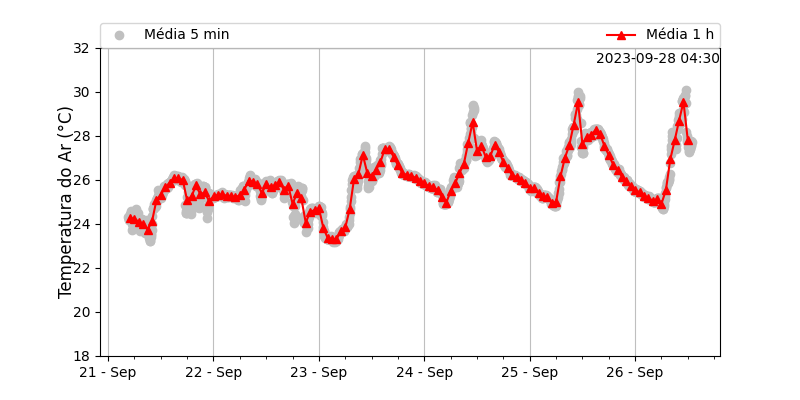 Média 5 min
Média 1 h
2023-09-28 04:30
Temperatura do Ar (°C)
32
30
28
26
24
22
20
18
21 - Sep
22 - Sep
23 - Sep
24 - Sep
25 - Sep
26 - Sep